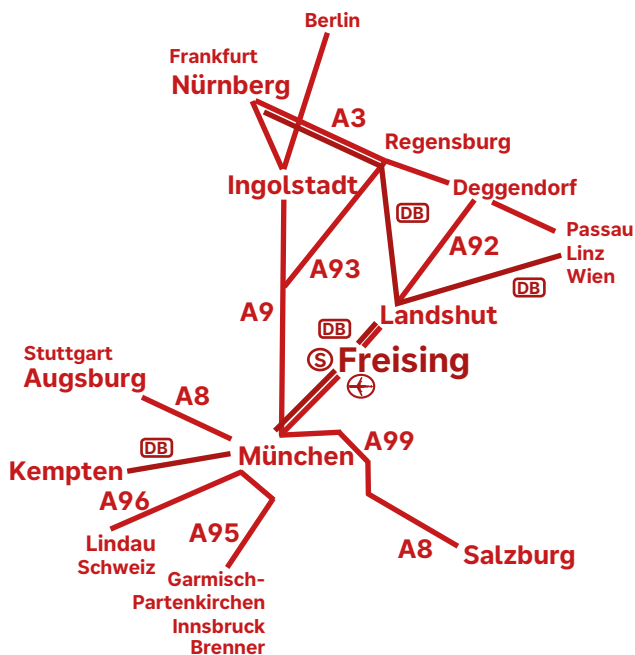 Berlin
Frankfurt
Nürnberg
A3
Regensburg
Ingolstadt
Deggendorf
DB
Passau
Linz
Wien
A92
A93
DB
A9
Landshut
DB
Freising
S
Stuttgart
Augsburg
A8
A99
DB
München
Kempten
A96
A95
A8
Salzburg
Lindau
Schweiz
Garmisch-
Partenkirchen
Innsbruck
Brenner